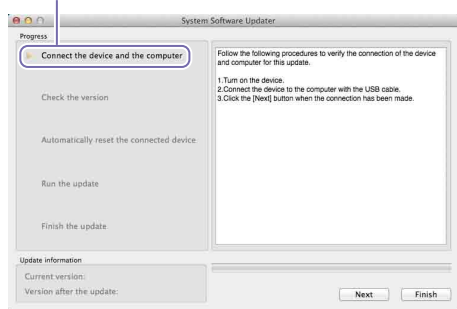 System Software Updater
Progress
Connect the device and the computer
Check the version
Automatically reset the connected device
Run the update
Finish the update
Follow the following procedures to verify the connection of the device
and computer for this update.
1.Turn on the device.
2.Connect the device to the computer with the USB cable.
3.Click the [Next] button when the connection has been made.
Update information
Current version:
Version after the update:
Next
Finish